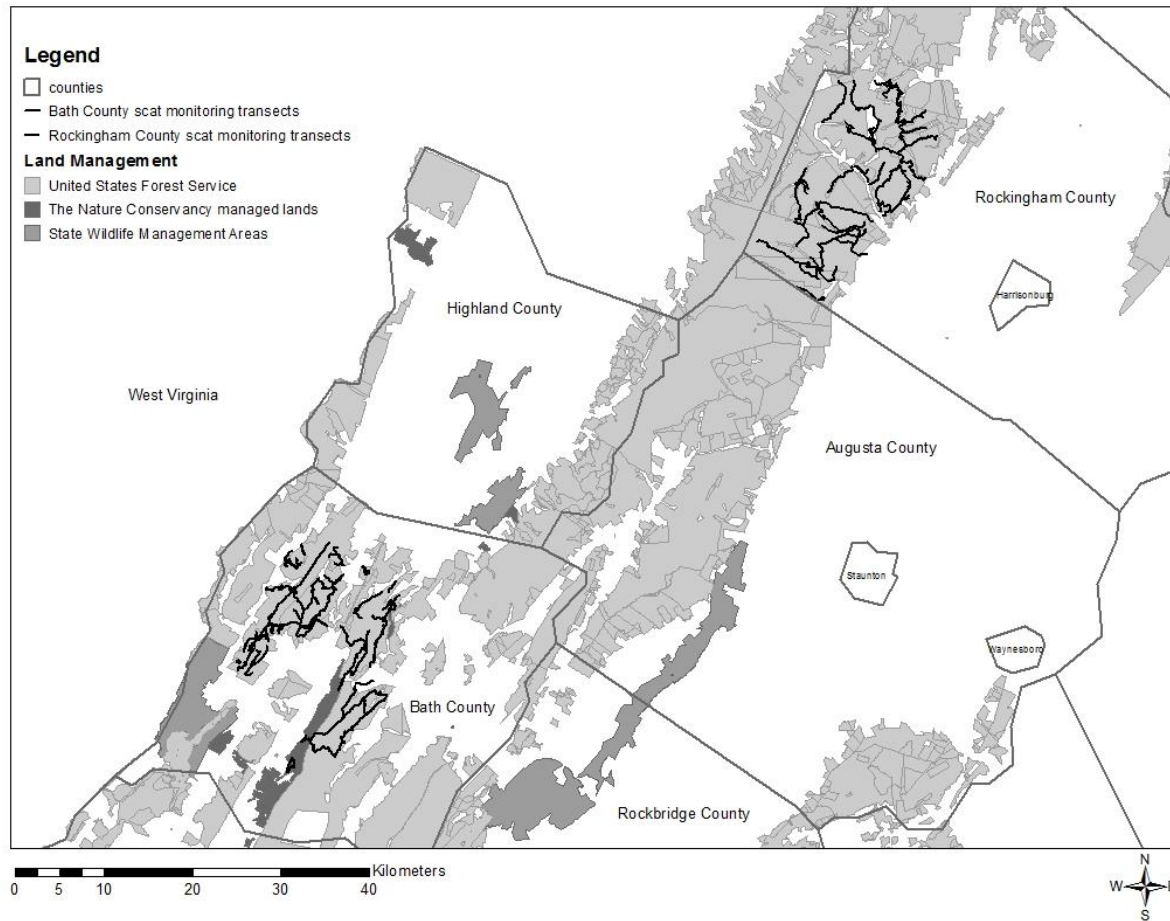 Legend
counties
Bath County scat monitoring transects
Rockingham County scat monitoring transects
Land Management
United States Forest Service
The Nature Conservancy managed lands
State Wildlife Management Areas
Rockingham County
Harrisonburg
Highland County
West Virginia
Augusta County
Staunton
Waynesboro
Bath County
Rockbridge County
Kilometers
0 5 10 20 30 40
N
W E
S